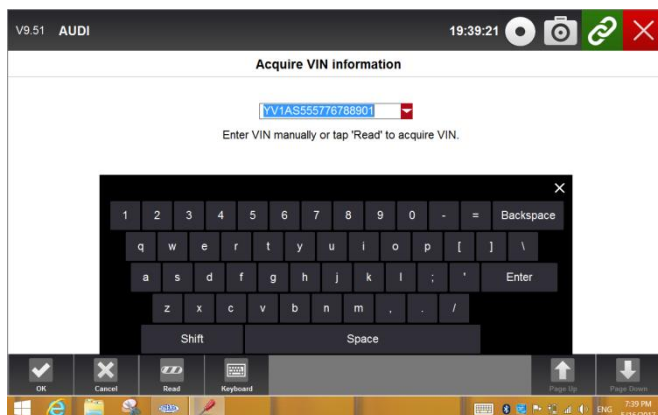 V9.51 AUDI 19:39:21
Acquire VIN information
YV1AS555776788901
Enter VIN manually or tap 'Read' to acquire VIN.
1 2 3 4 5 6 7 8 9 0 - = Backspace
q w e r t y u i o p [ ] \
a s d f g h j k l ; ' Enter
z x c v b n m , . /
Shift Space
OK Cancel Read Keyboard Page Up Page Down
ENG 7:39 PM